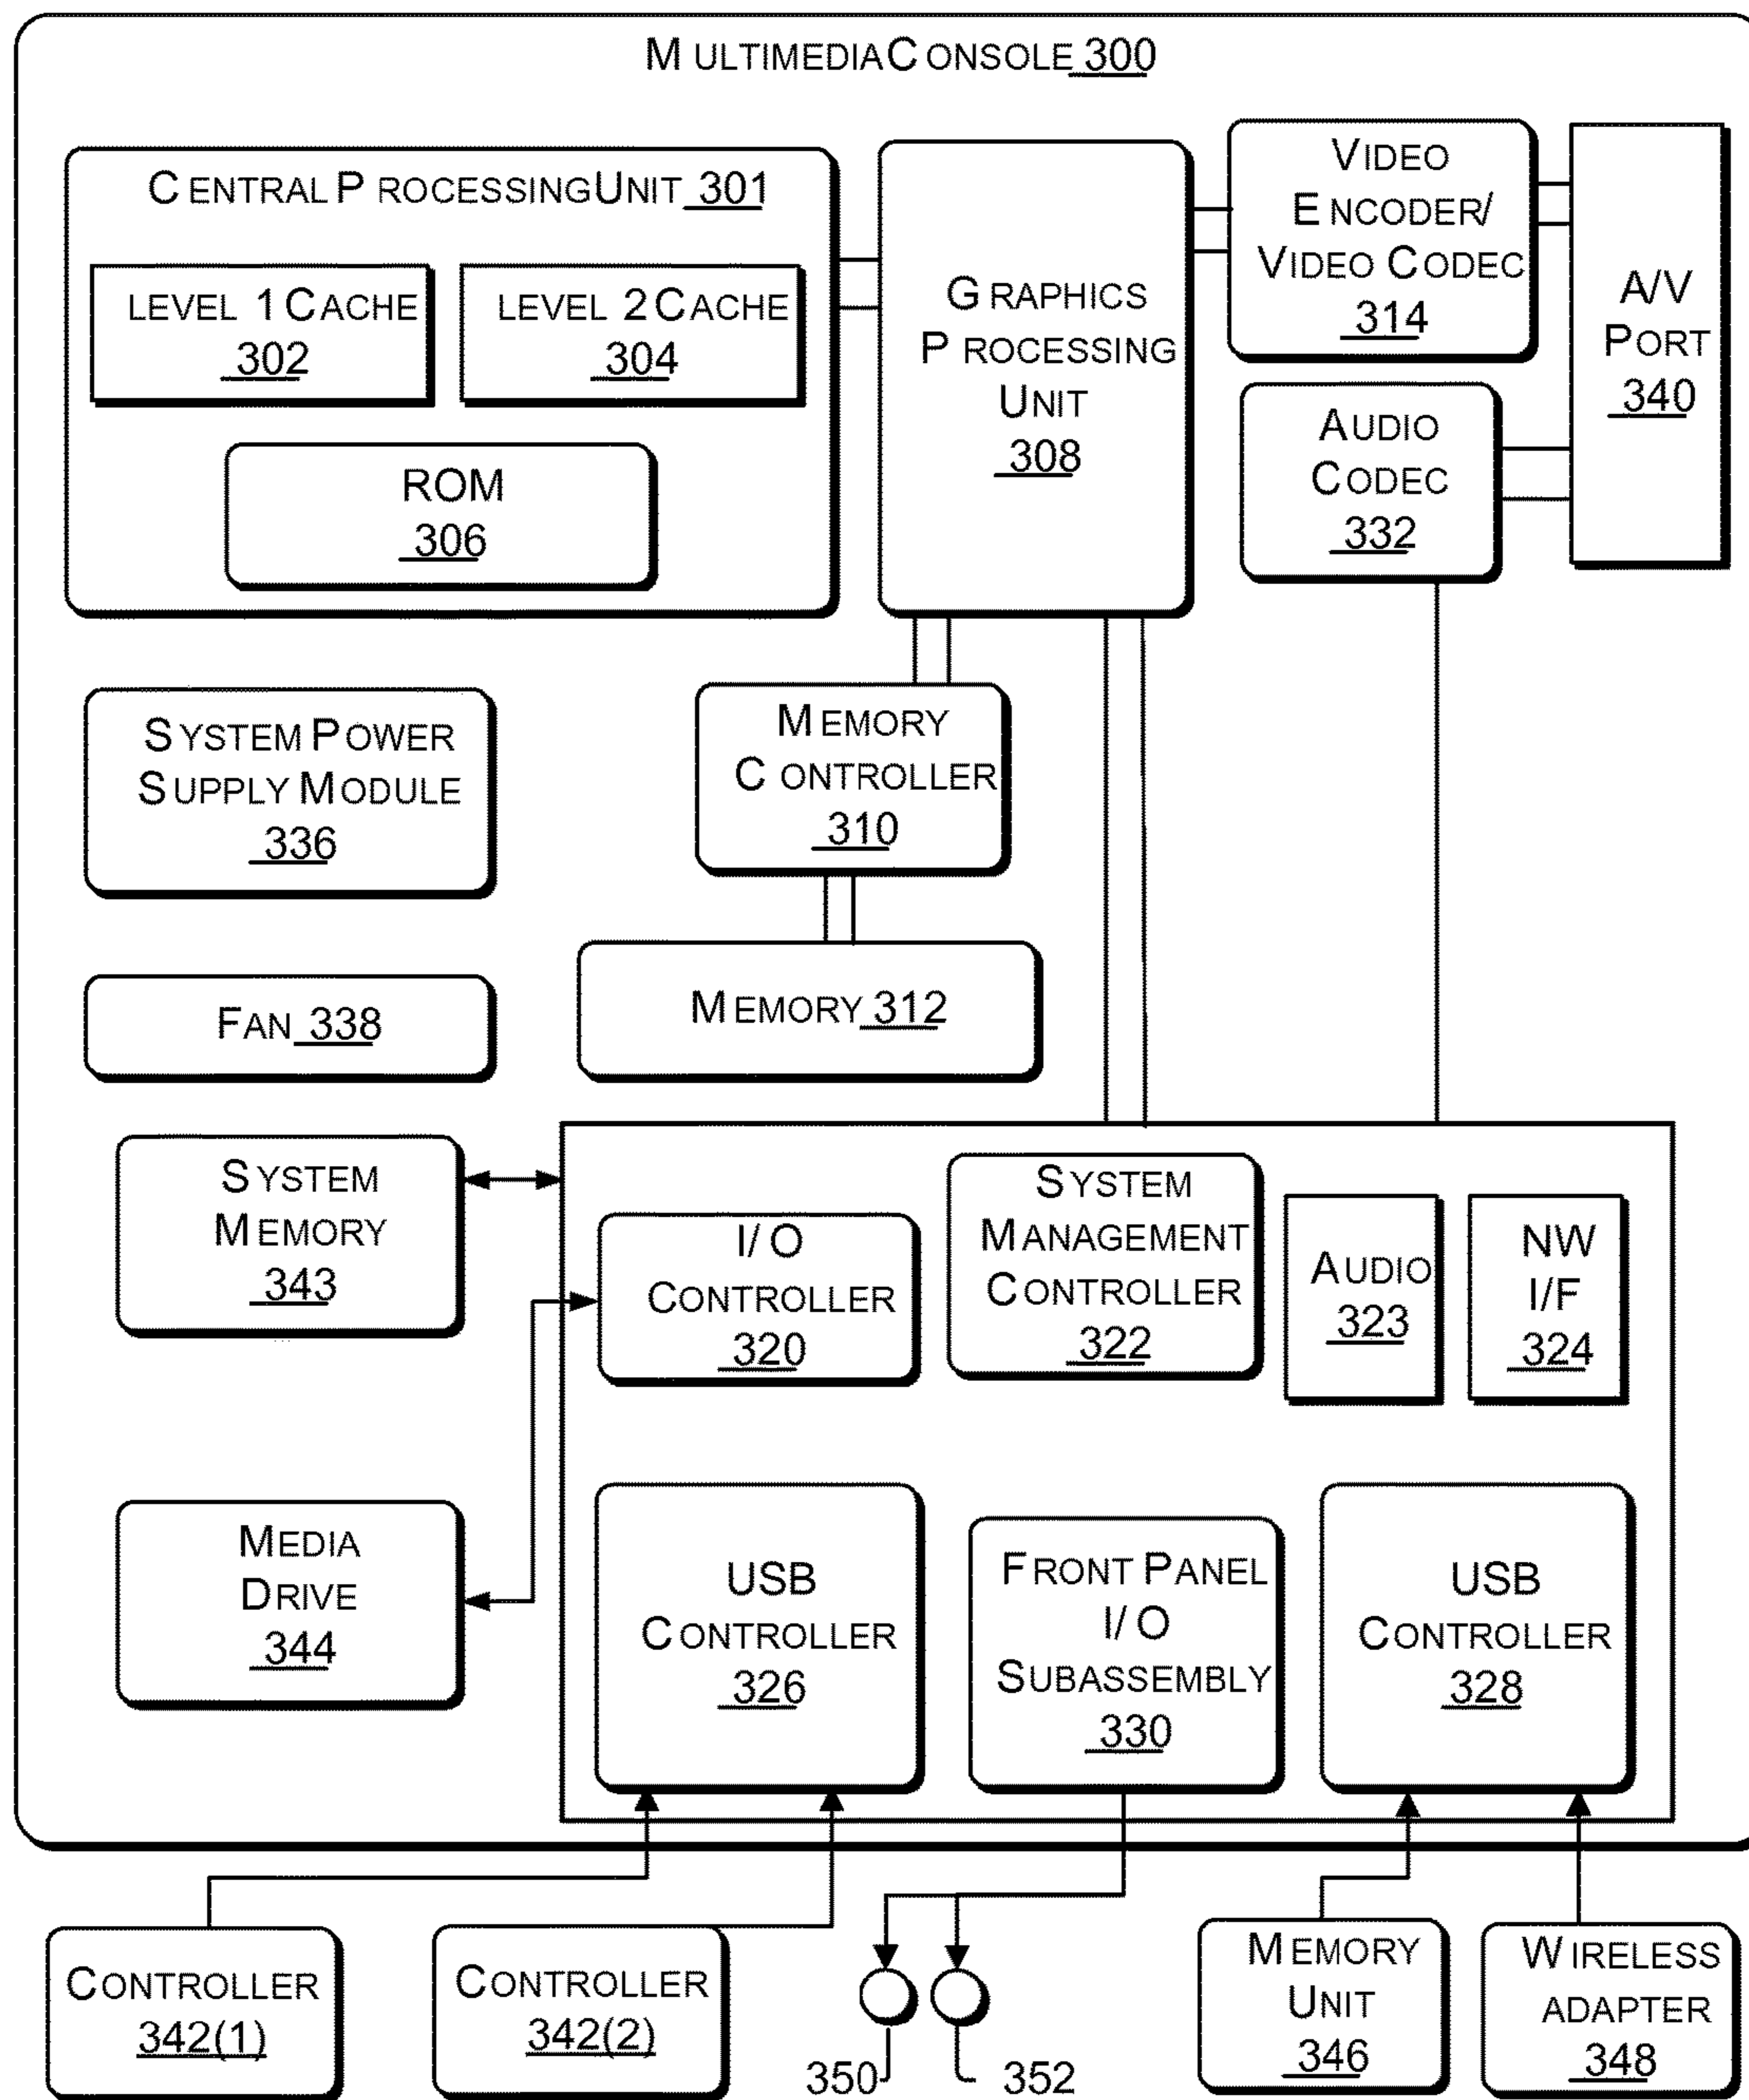 MULTIMEDIA CONSOLE 300
CENTRAL PROCESSING UNIT 301
LEVEL 1 CACHE
302
LEVEL 2 CACHE
304
ROM
306
GRAPHICS
PROCESSING
UNIT
308
VIDEO
ENCODER/
VIDEO CODEC
314
A/V
PORT
340
AUDIO
CODEC
332
SYSTEM POWER
SUPPLY MODULE
336
MEMORY
CONTROLLER
310
FAN 338
MEMORY 312
SYSTEM
MEMORY
343
I/O
CONTROLLER
320
SYSTEM
MANAGEMENT
CONTROLLER
322
AUDIO
323
NW
I/F
324
MEDIA
DRIVE
344
USB
CONTROLLER
326
FRONT PANEL
I/O
SUBASSEMBLY
330
USB
CONTROLLER
328
CONTROLLER
342(1)
CONTROLLER
342(2)
350
352
MEMORY
UNIT
346
WIRELESS
ADAPTER
348